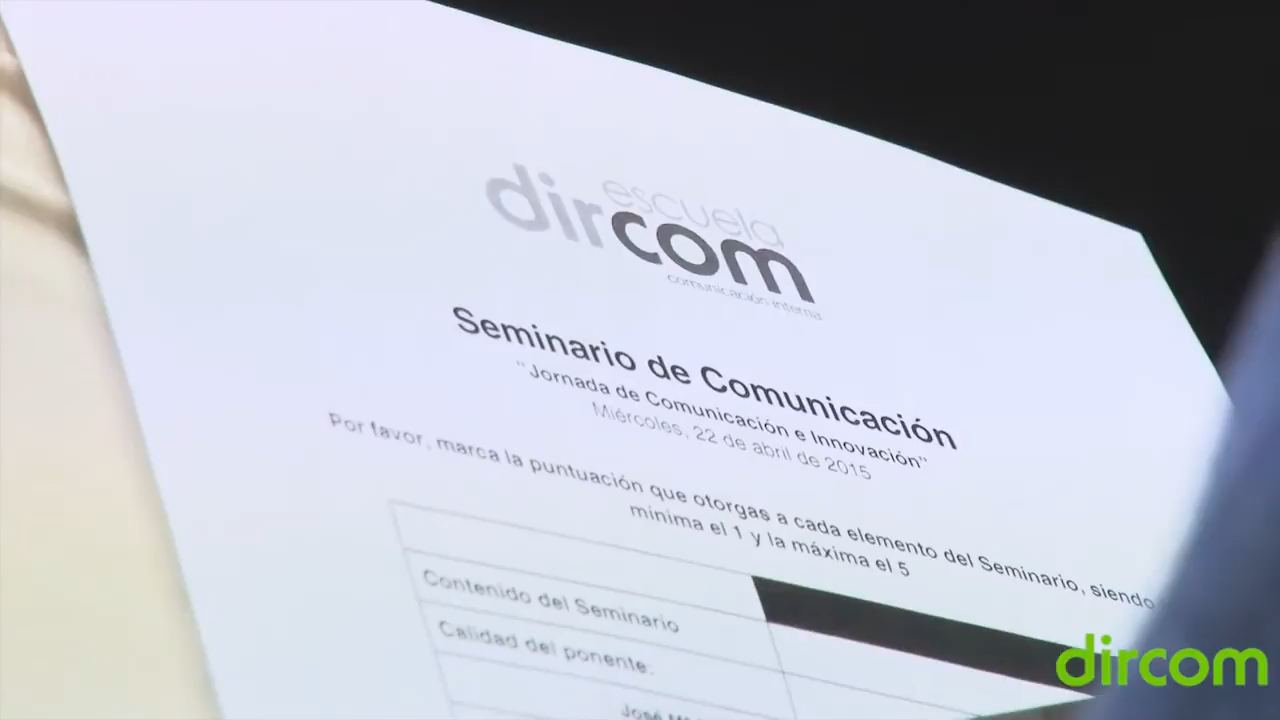 escuela
dircom
comunicación interna
Seminario de Comunicación
“Jornada de Comunicación e Innovación”
Miércoles, 22 de abril de 2015
Por favor, marca la puntuación que otorgas a cada elemento del Seminario, siendo
mínima el 1 y la máxima el 5
Contenido del Seminario
Calidad del ponente:
José
dircom